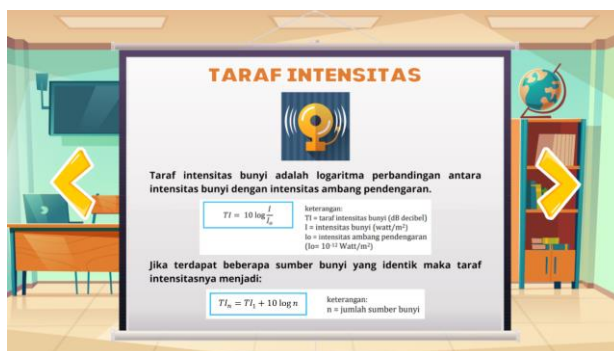 TARAF INTENSITAS
Taraf intensitas bunyi adalah logaritma perbandingan antara
intensitas bunyi dengan intensitas ambang pendengaran.
TI = 10 log I/I₀
keterangan:
TI = taraf intensitas bunyi (dB decibel)
I = intensitas bunyi (watt/m²)
Io = intensitas ambang pendengaran
(Io= 10⁻¹² Watt/m²)
Jika terdapat beberapa sumber bunyi yang identik maka taraf
intensitasnya menjadi:
TIₙ = TI₁ + 10 log n
keterangan:
n = jumlah sumber bunyi